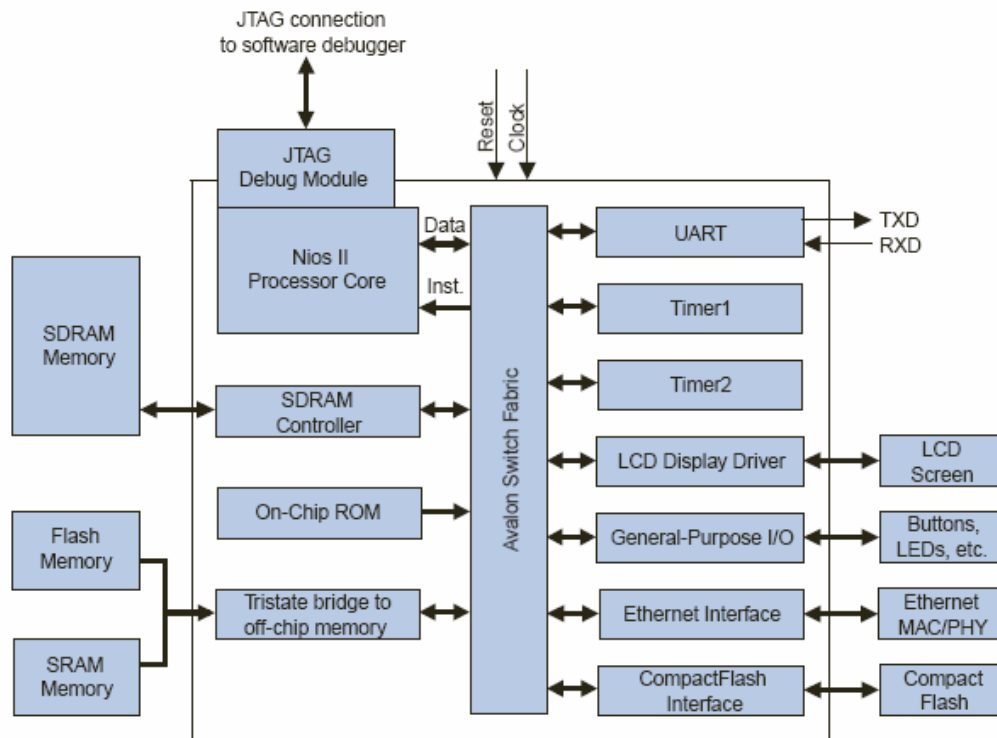 JTAG connection
to software debugger
Reset
Clock
JTAG
Debug Module
Data
Nios II
Processor Core
Inst.
UART
TXD
RXD
SDRAM
Memory
Timer1
Timer2
Avalon Switch Fabric
SDRAM
Controller
LCD Display Driver
LCD
Screen
On-Chip ROM
General-Purpose I/O
Buttons,
LEDs, etc.
Flash
Memory
Tristate bridge to
off-chip memory
Ethernet Interface
Ethernet
MAC/PHY
SRAM
Memory
CompactFlash
Interface
Compact
Flash